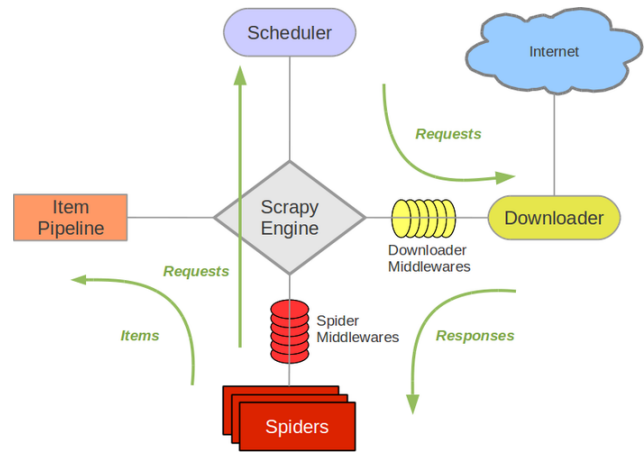 Scheduler
Internet
Requests
Item
Pipeline
Scrapy
Engine
Downloader
Downloader
Middlewares
Requests
Items
Spider
Middlewares
Responses
Spiders